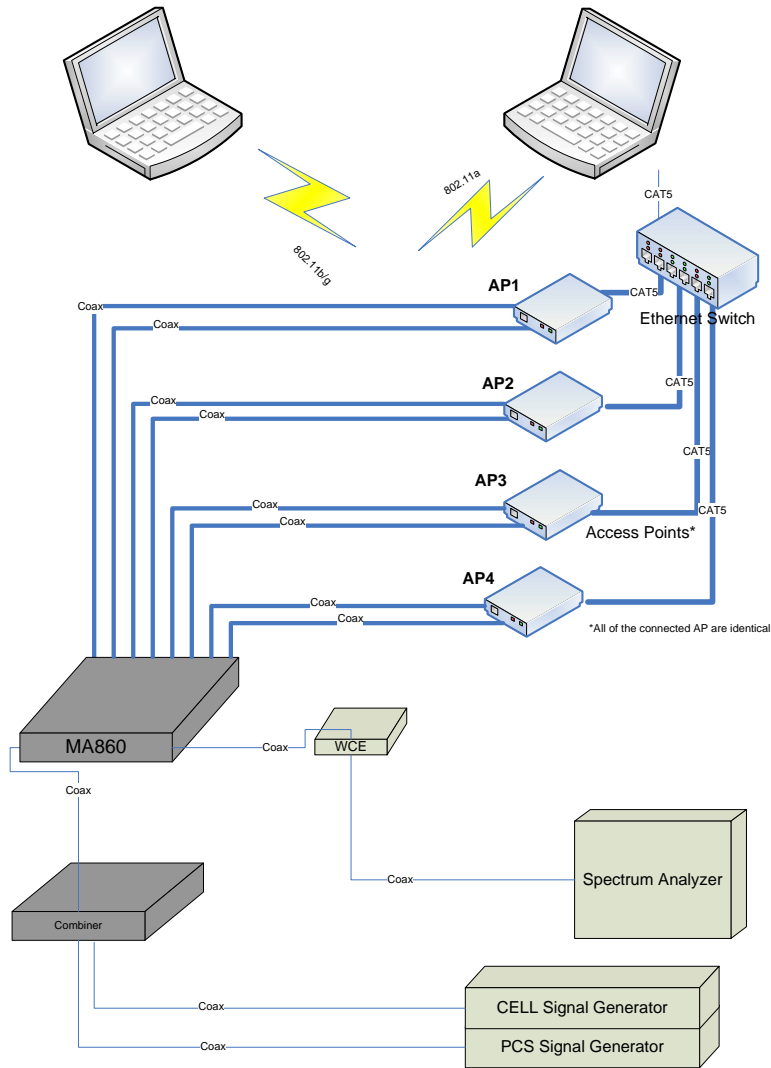 802.11b/g
802.11a
CAT5
AP1
CAT5
Ethernet Switch
Coax
Coax
AP2
CAT5
Coax
Coax
AP3
CAT5
Coax
CAT5
Coax
Access Points*
AP4
Coax
Coax
*All of the connected AP are identical
MA860
Coax
WCE
Coax
Coax
Spectrum Analyzer
Combiner
Coax
CELL Signal Generator
Coax
PCS Signal Generator